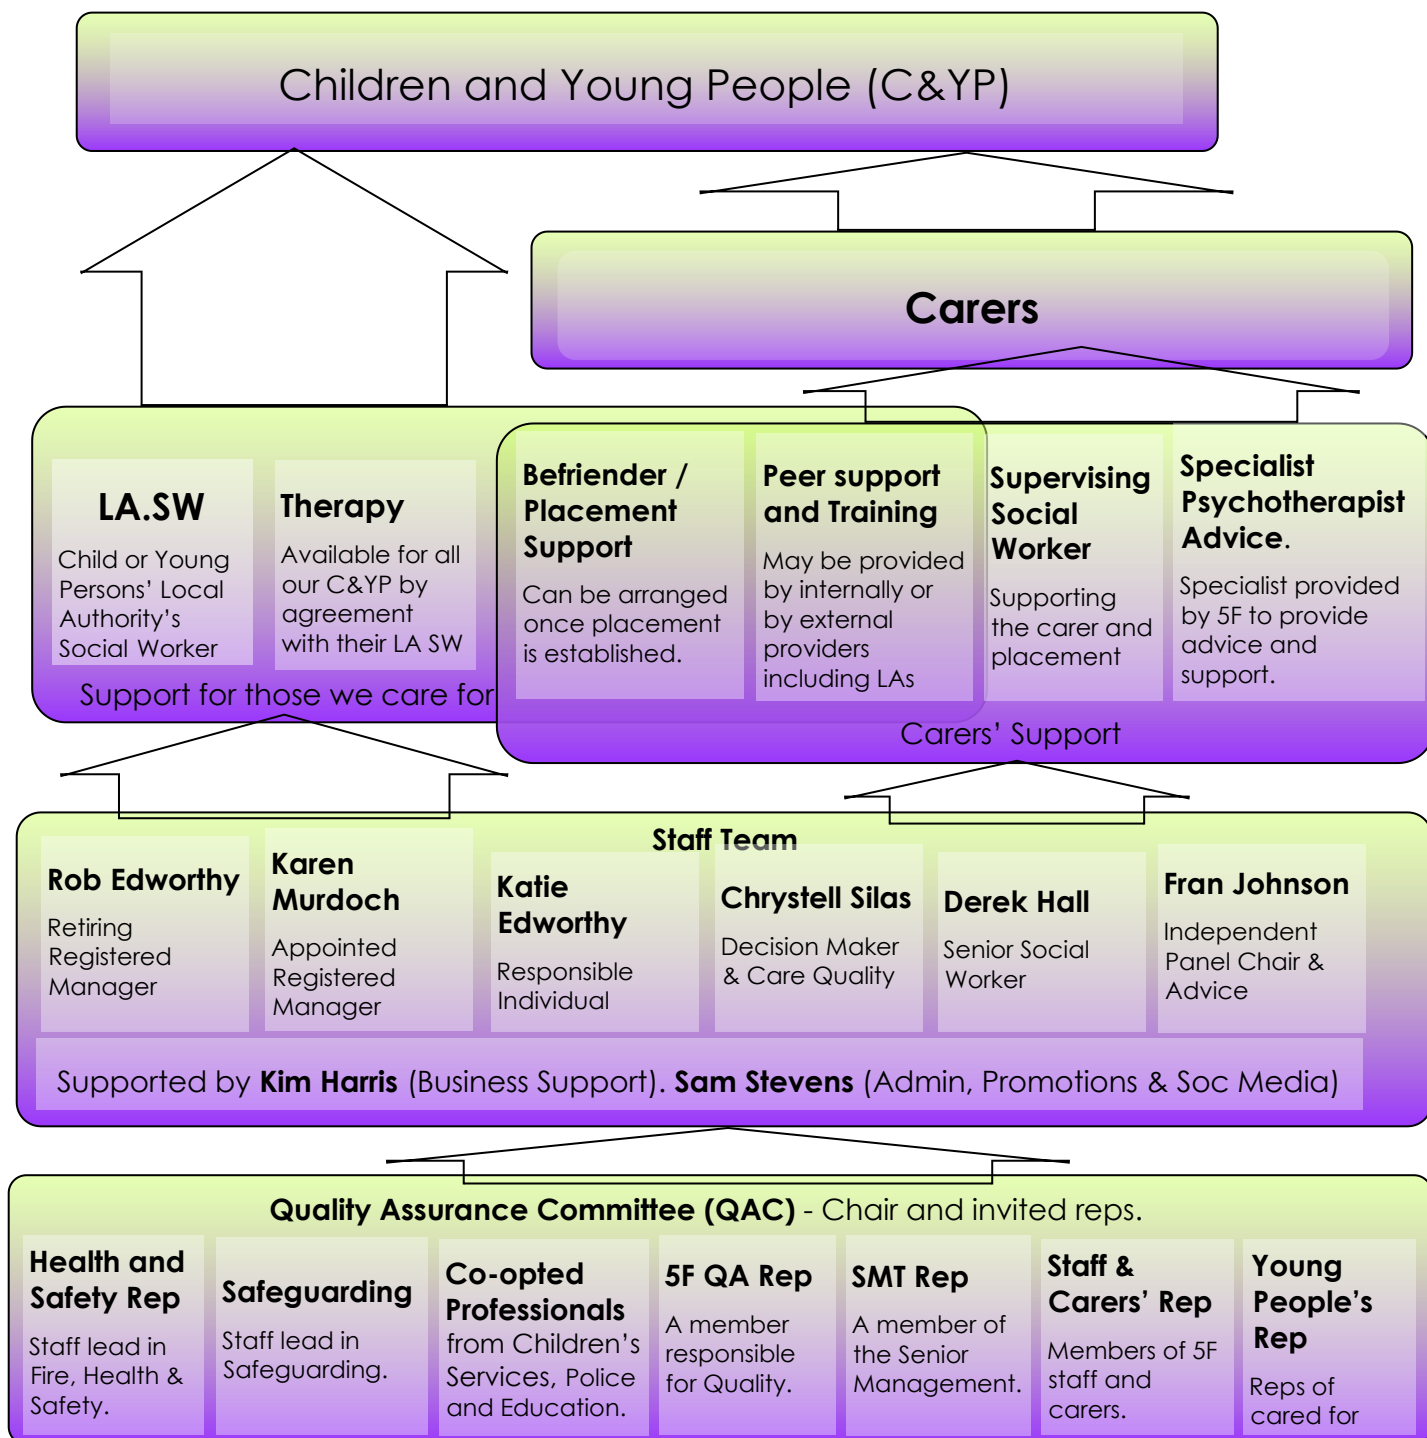 Children and Young People (C&YP)
Carers
LA.SW
Child or Young
Persons’ Local
Authority’s
Social Worker
Therapy
Available for all
our C&YP by
agreement
with their LA SW
Support for those we care for
Befriender /
Placement
Support
Can be arranged
once placement
is established.
Peer support
and Training
May be provided
by internally or
by external
providers
including LAs
Supervising
Social
Worker
Supporting
the carer and
placement
Specialist
Psychotherapist
Advice.
Specialist provided
by 5F to provide
advice and
support.
Carers’ Support
Staff Team
Rob Edworthy
Retiring
Registered
Manager
Karen
Murdoch
Appointed
Registered
Manager
Katie
Edworthy
Responsible
Individual
Chrystell Silas
Decision Maker
& Care Quality
Derek Hall
Senior Social
Worker
Fran Johnson
Independent
Panel Chair &
Advice
Supported by Kim Harris (Business Support). Sam Stevens (Admin, Promotions & Soc Media)
Quality Assurance Committee (QAC) - Chair and invited reps.
Health and
Safety Rep
Staff lead in
Fire, Health &
Safety.
Safeguarding
Staff lead in
Safeguarding.
Co-opted
Professionals
from Children’s
Services, Police
and Education.
5F QA Rep
A member
responsible
for Quality.
SMT Rep
A member of
the Senior
Management.
Staff &
Carers’ Rep
Members of 5F
staff and
carers.
Young
People’s
Rep
Reps of
cared for